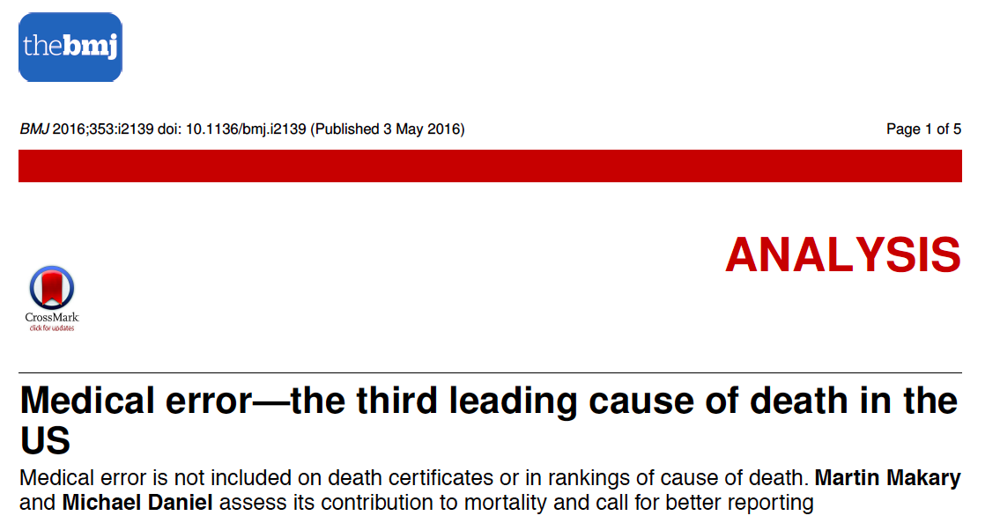 thebmj
BMJ 2016;353:i2139 doi: 10.1136/bmj.i2139 (Published 3 May 2016)
Page 1 of 5
ANALYSIS
CrossMark
click for updates
Medical error—the third leading cause of death in the
US
Medical error is not included on death certificates or in rankings of cause of death. Martin Makary
and Michael Daniel assess its contribution to mortality and call for better reporting